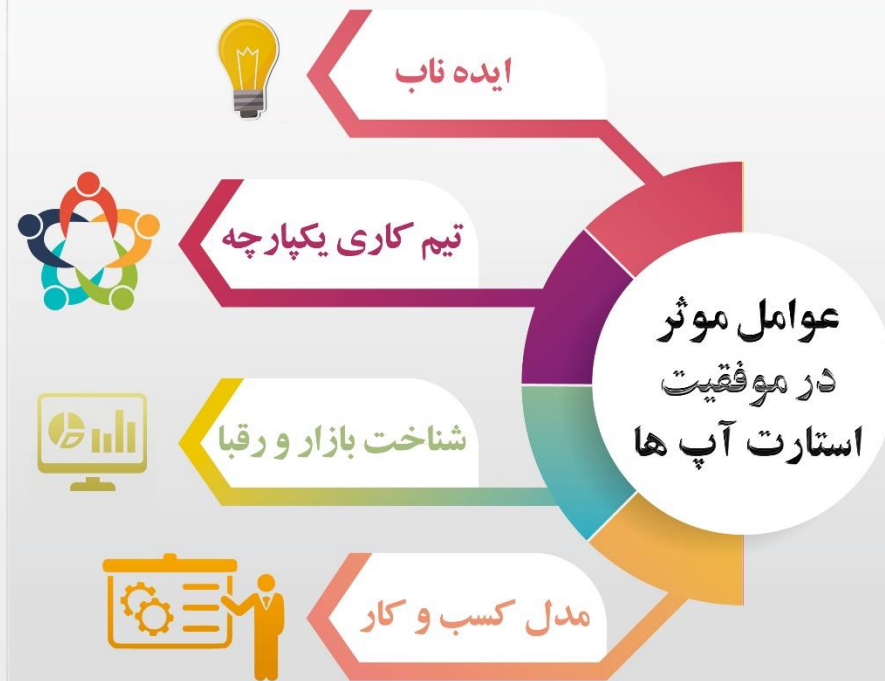 عوامل موثر
در موفقیت
استارت آپ ها
ایده ناب
تیم کاری یکپارچه
شناخت بازار و رقبا
مدل کسب و کار